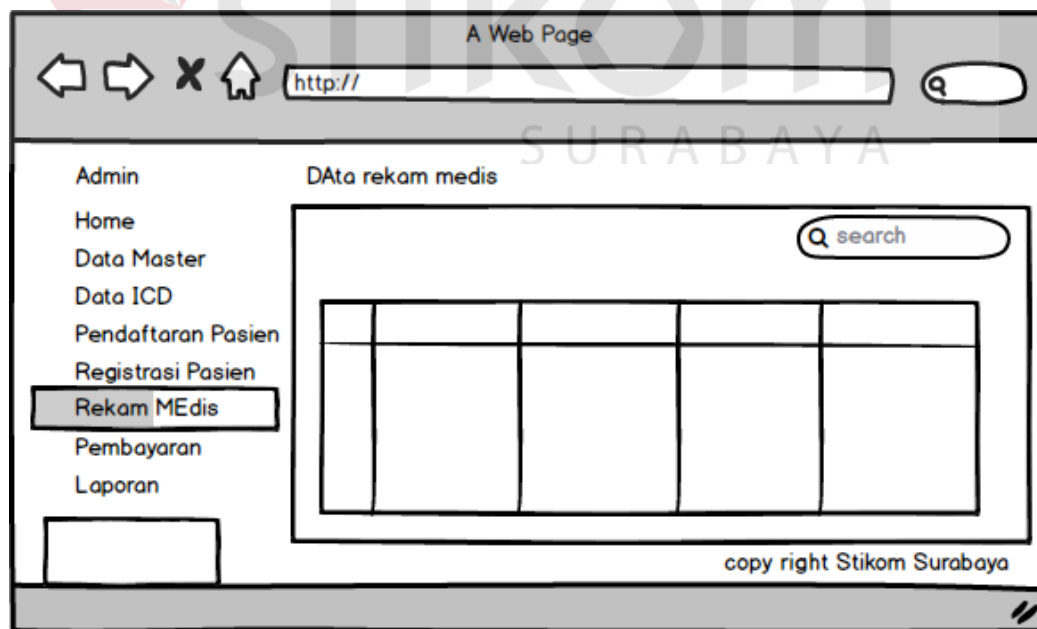 stikom
A Web Page
http://
SURABAYA
Admin
DAta rekam medis
Home
search
Data Master
Data ICD
Pendaftaran Pasien
Registrasi Pasien
Rekam MEdis
Pembayaran
Laporan
copy right Stikom Surabaya